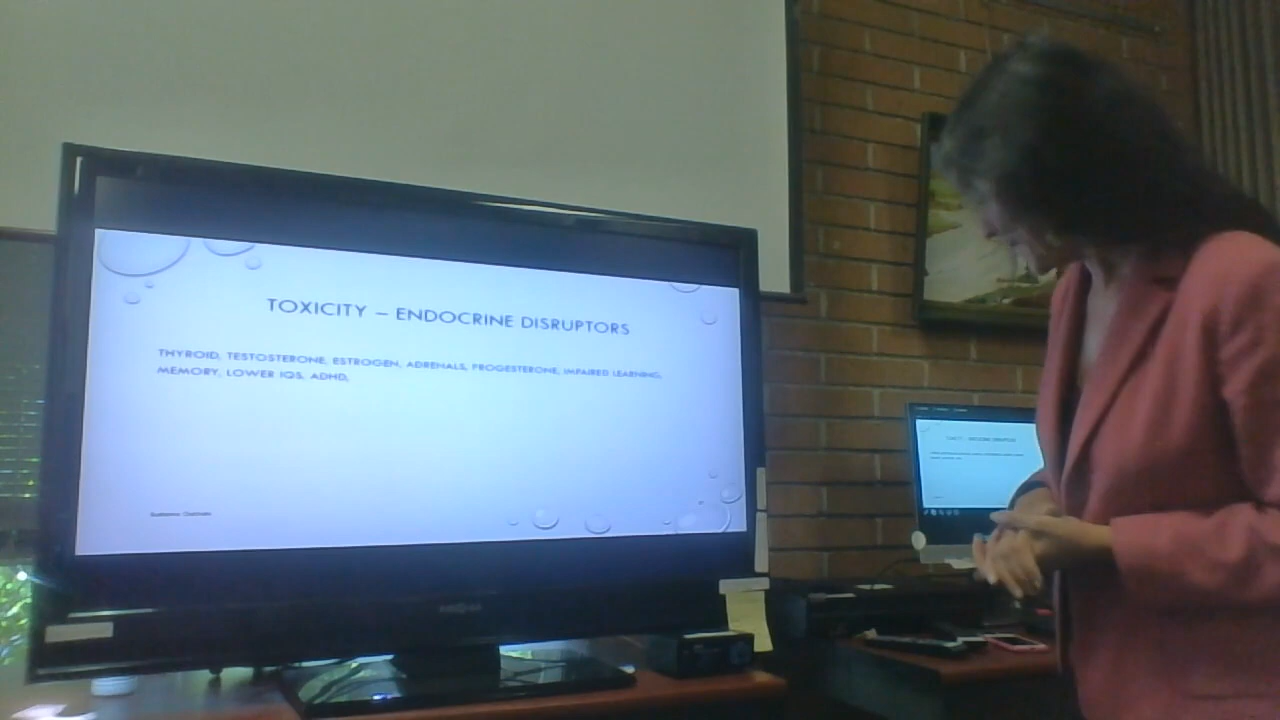 TOXICITY – ENDOCRINE DISRUPTORS
THYROID, TESTOSTERONE, ESTROGEN, ADRENALS, PROGESTERONE, IMPAIRED LEARNING,
MEMORY, LOWER IQS, ADHD,